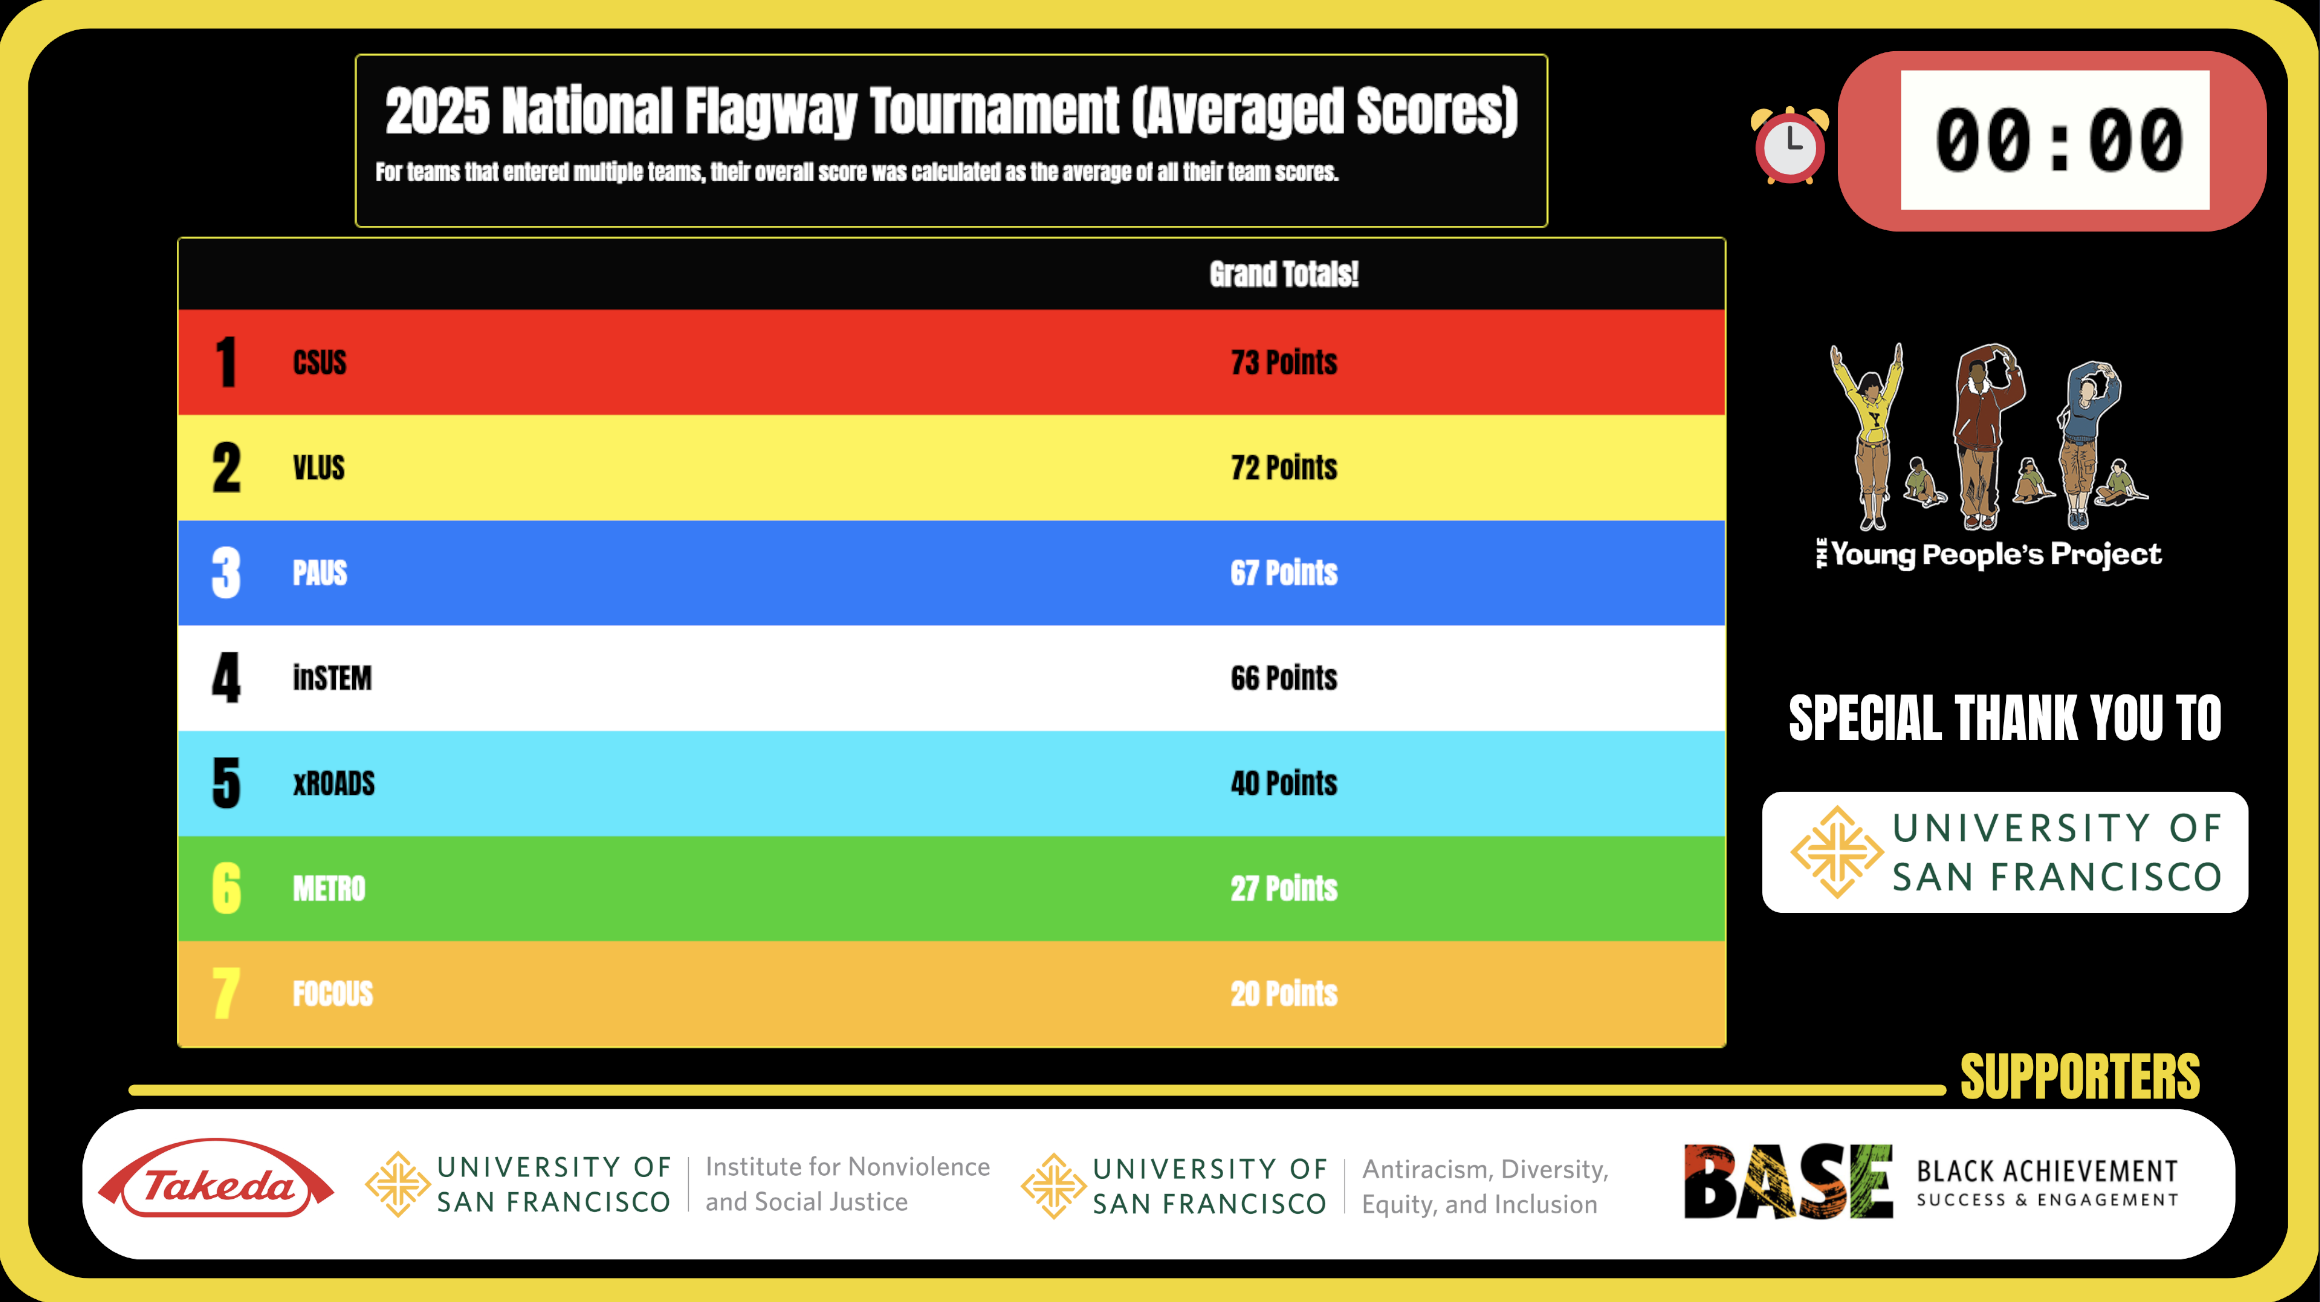 2025 National Flagway Tournament (Averaged Scores)
For teams that entered multiple teams, their overall score was calculated as the average of all their team scores.
00:00
Grand Totals!
1 CSUS 73 Points
2 VLUS 72 Points
3 PAUS 67 Points
4 inSTEM 66 Points
5 xROADS 40 Points
6 METRO 27 Points
7 FOCOUS 20 Points
Y
THE Young People's Project
SPECIAL THANK YOU TO
UNIVERSITY OF
SAN FRANCISCO
SUPPORTERS
Takeda
UNIVERSITY OF
SAN FRANCISCO
Institute for Nonviolence
and Social Justice
UNIVERSITY OF
SAN FRANCISCO
Antiracism, Diversity,
Equity, and Inclusion
BASE
BLACK ACHIEVEMENT
SUCCESS & ENGAGEMENT